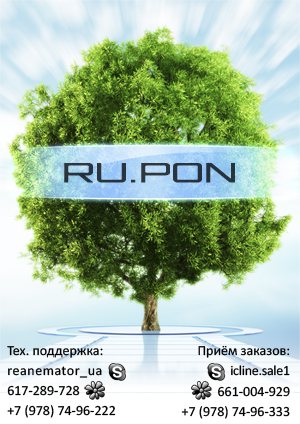 RU.PON
Тех. поддержка:
reanemator_ua
617-289-728
+7 (978) 74-96-222
Приём заказов:
icline.sale1
661-004-929
+7 (978) 74-96-333